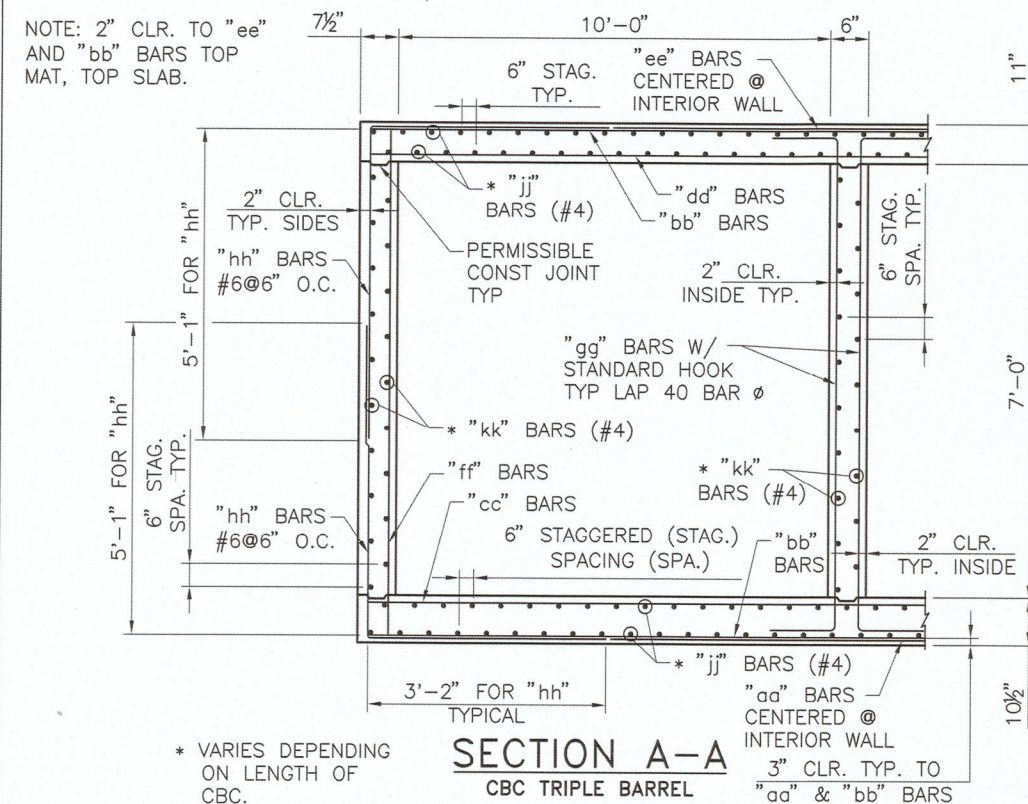 NOTE: 2" CLR. TO "ee"
AND "bb" BARS TOP
MAT, TOP SLAB.
7½"
10'-0"
6"
11"
6" STAG.
TYP.
"ee" BARS
CENTERED @
INTERIOR WALL
* "jj"
BARS (#4)
"dd" BARS
"bb" BARS
2" CLR.
TYP. SIDES
PERMISSIBLE
CONST JOINT
TYP
5'-1" FOR "hh"
"hh" BARS
#6@6" O.C.
2" CLR.
INSIDE TYP.
6" STAG.
SPA. TYP.
"gg" BARS W/
STANDARD HOOK
TYP LAP 40 BAR ø
7'-0"
* "kk" BARS (#4)
5'-1" FOR "hh"
6" STAG.
SPA. TYP.
"ff" BARS
"cc" BARS
* "kk"
BARS (#4)
"hh" BARS
#6@6" O.C.
6" STAGGERED (STAG.)
SPACING (SPA.)
"bb"
BARS
2" CLR.
TYP. INSIDE
* "jj" BARS (#4)
3'-2" FOR "hh"
TYPICAL
"aa" BARS
CENTERED @
INTERIOR WALL
10½"
* VARIES DEPENDING
ON LENGTH OF
CBC.
SECTION A-A
CBC TRIPLE BARREL
3" CLR. TYP. TO
"aa" & "bb" BARS